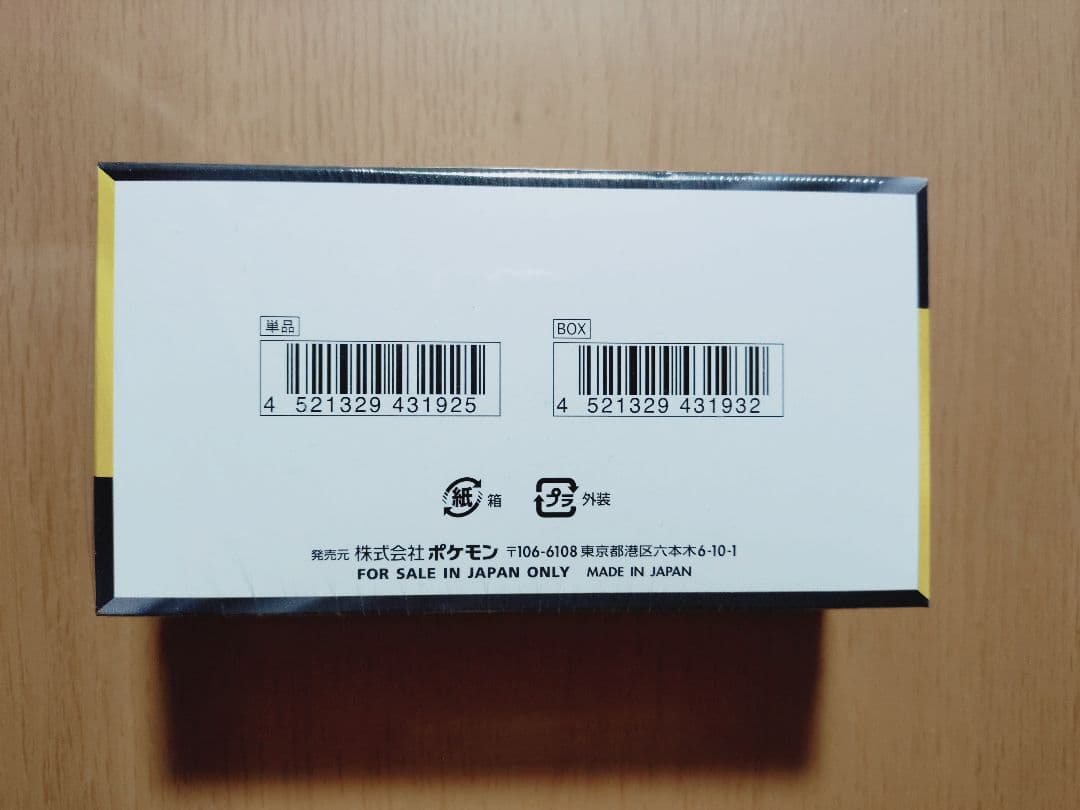 単品
4 521329 431925
BOX
4 521329 431932
紙 箱
プラ 外装
発売元 株式会社 ポケモン 〒106-6108 東京都港区六本木6-10-1
FOR SALE IN JAPAN ONLY MADE IN JAPAN